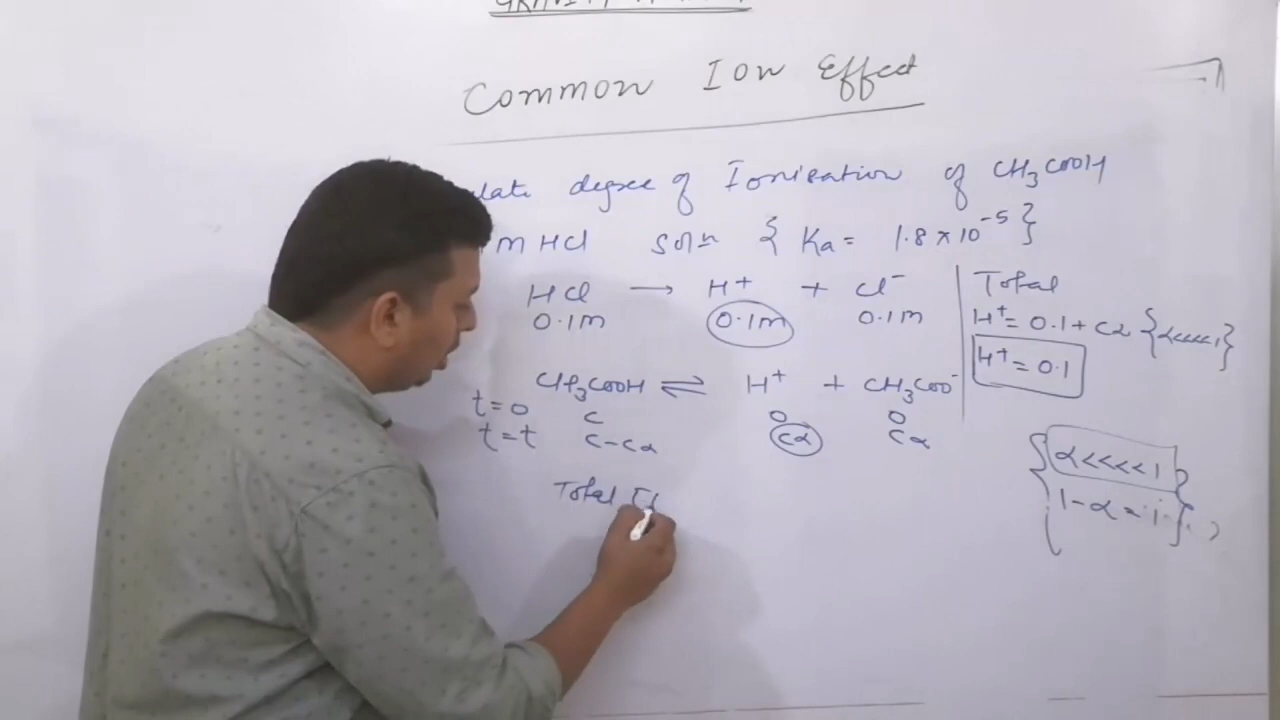 Common Ion Effect
late degree of Ionisation of CH₃COOH
M HCl soln { Ka = 1.8 × 10⁻⁵ }
HCl → H⁺ + Cl⁻
0.1M 0.1M 0.1M
CH₃COOH ⇌ H⁺ + CH₃COO⁻
t=0 C 0 0
t=t C-Cα Cα Cα
Total [
Total
H⁺ = 0.1 + Cα {α<<<<1}
H⁺ = 0.1
{α<<<<1}
1-α = 1